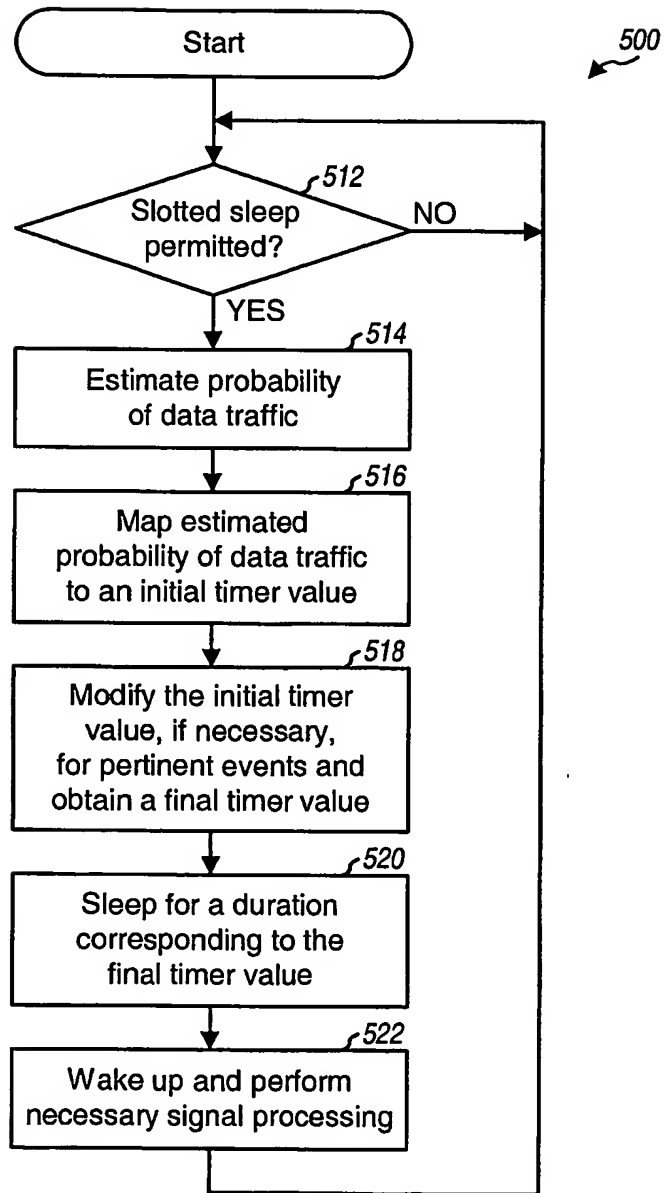 Start
500
512
Slotted sleep
permitted?
NO
YES
514
Estimate probability
of data traffic
516
Map estimated
probability of data traffic
to an initial timer value
518
Modify the initial timer
value, if necessary,
for pertinent events and
obtain a final timer value
520
Sleep for a duration
corresponding to the
final timer value
522
Wake up and perform
necessary signal processing